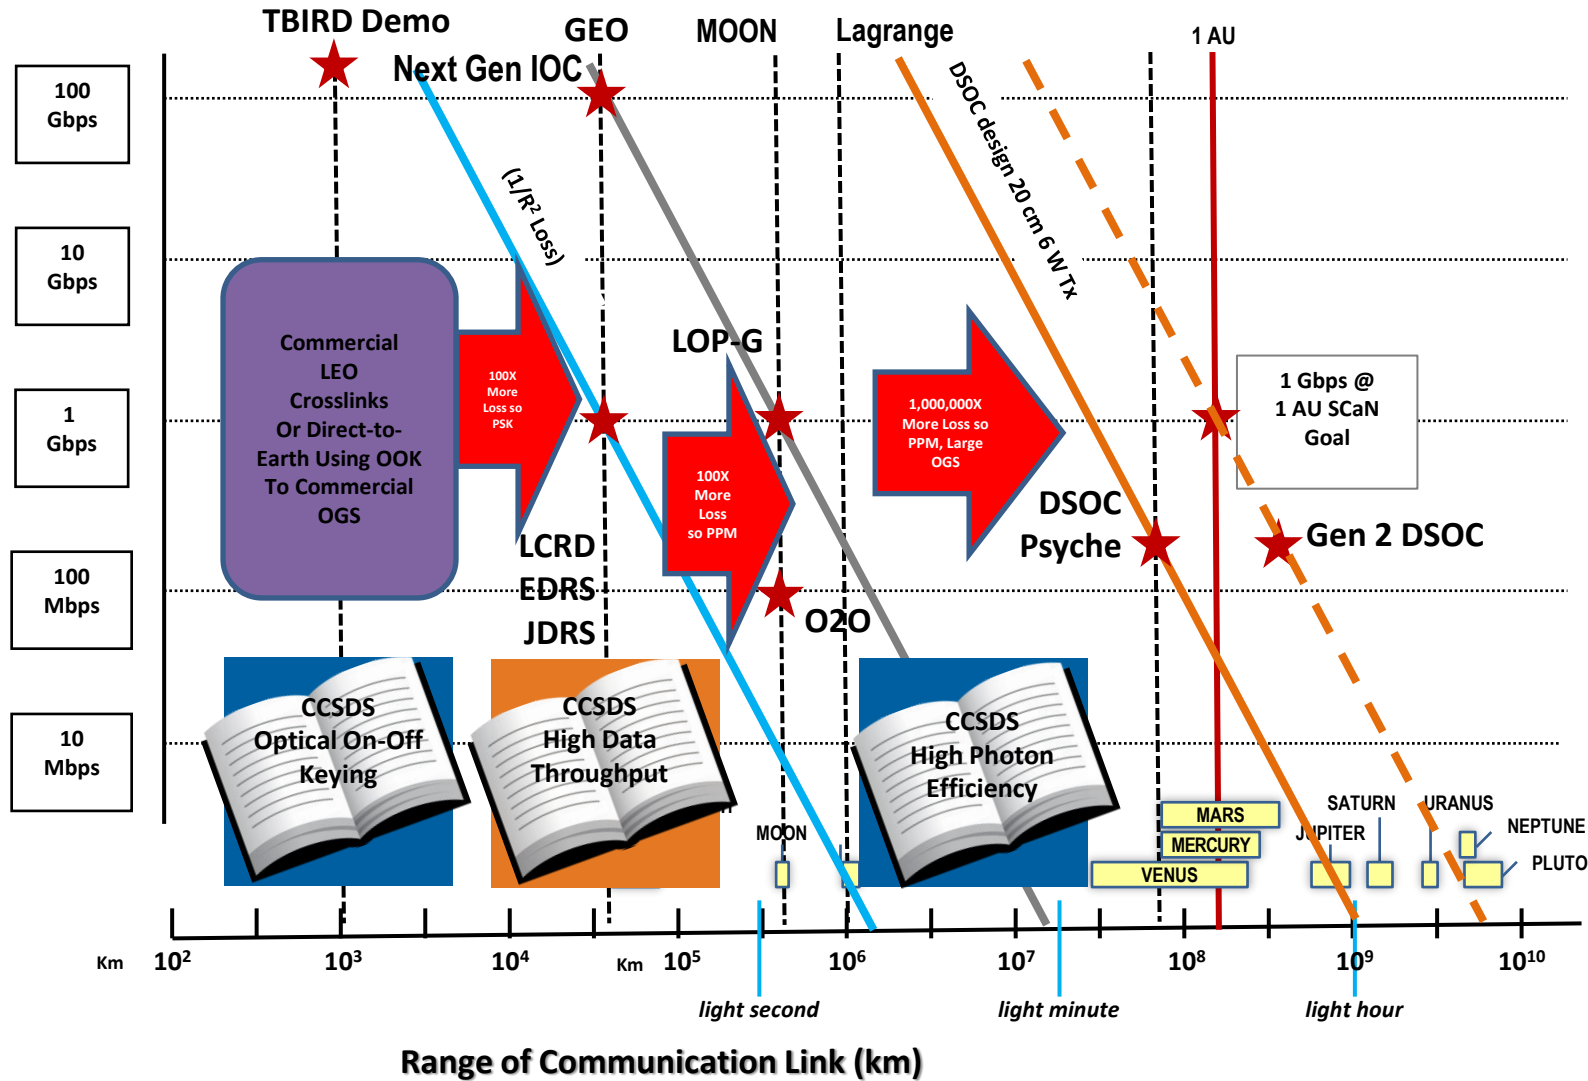 TBIRD Demo
GEO
MOON
Lagrange
1 AU
Next Gen IOC
100
Gbps
10
Gbps
1
Gbps
100
Mbps
10
Mbps
(1/R² Loss)
DSOC design 20 cm 6 W Tx
Commercial
LEO
Crosslinks
Or Direct-to-
Earth Using OOK
To Commercial
OGS
100X
More
Loss so
PSK
LOP-G
100X
More
Loss
so PPM
1,000,000X
More Loss so
PPM, Large
OGS
1 Gbps @
1 AU SCaN
Goal
DSOC
Psyche
Gen 2 DSOC
LCRD
EDRS
JDRS
O2O
CCSDS
Optical On-Off
Keying
CCSDS
High Data
Throughput
CCSDS
High Photon
Efficiency
MOON
MARS
MERCURY
VENUS
JUPITER
SATURN
URANUS
NEPTUNE
PLUTO
Km
10²
10³
10⁴
Km
10⁵
10⁶
10⁷
10⁸
10⁹
10¹⁰
light second
light minute
light hour
Range of Communication Link (km)